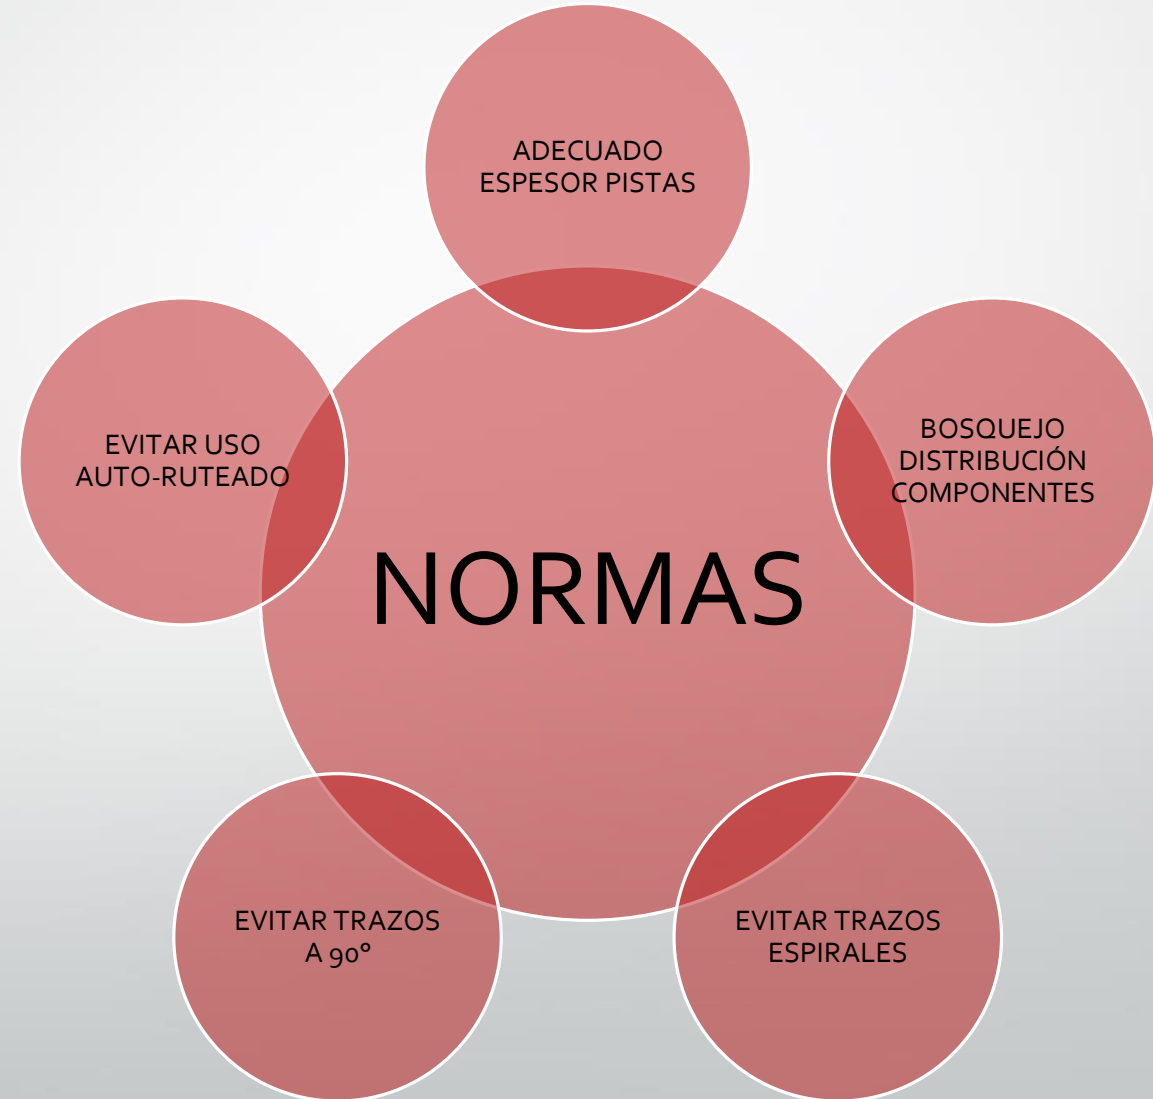 ADECUADO
ESPESOR PISTAS
EVITAR USO
AUTO-RUTEADO
BOSQUEJO
DISTRIBUCIÓN
COMPONENTES
NORMAS
EVITAR TRAZOS
A 90°
EVITAR TRAZOS
ESPIRALES